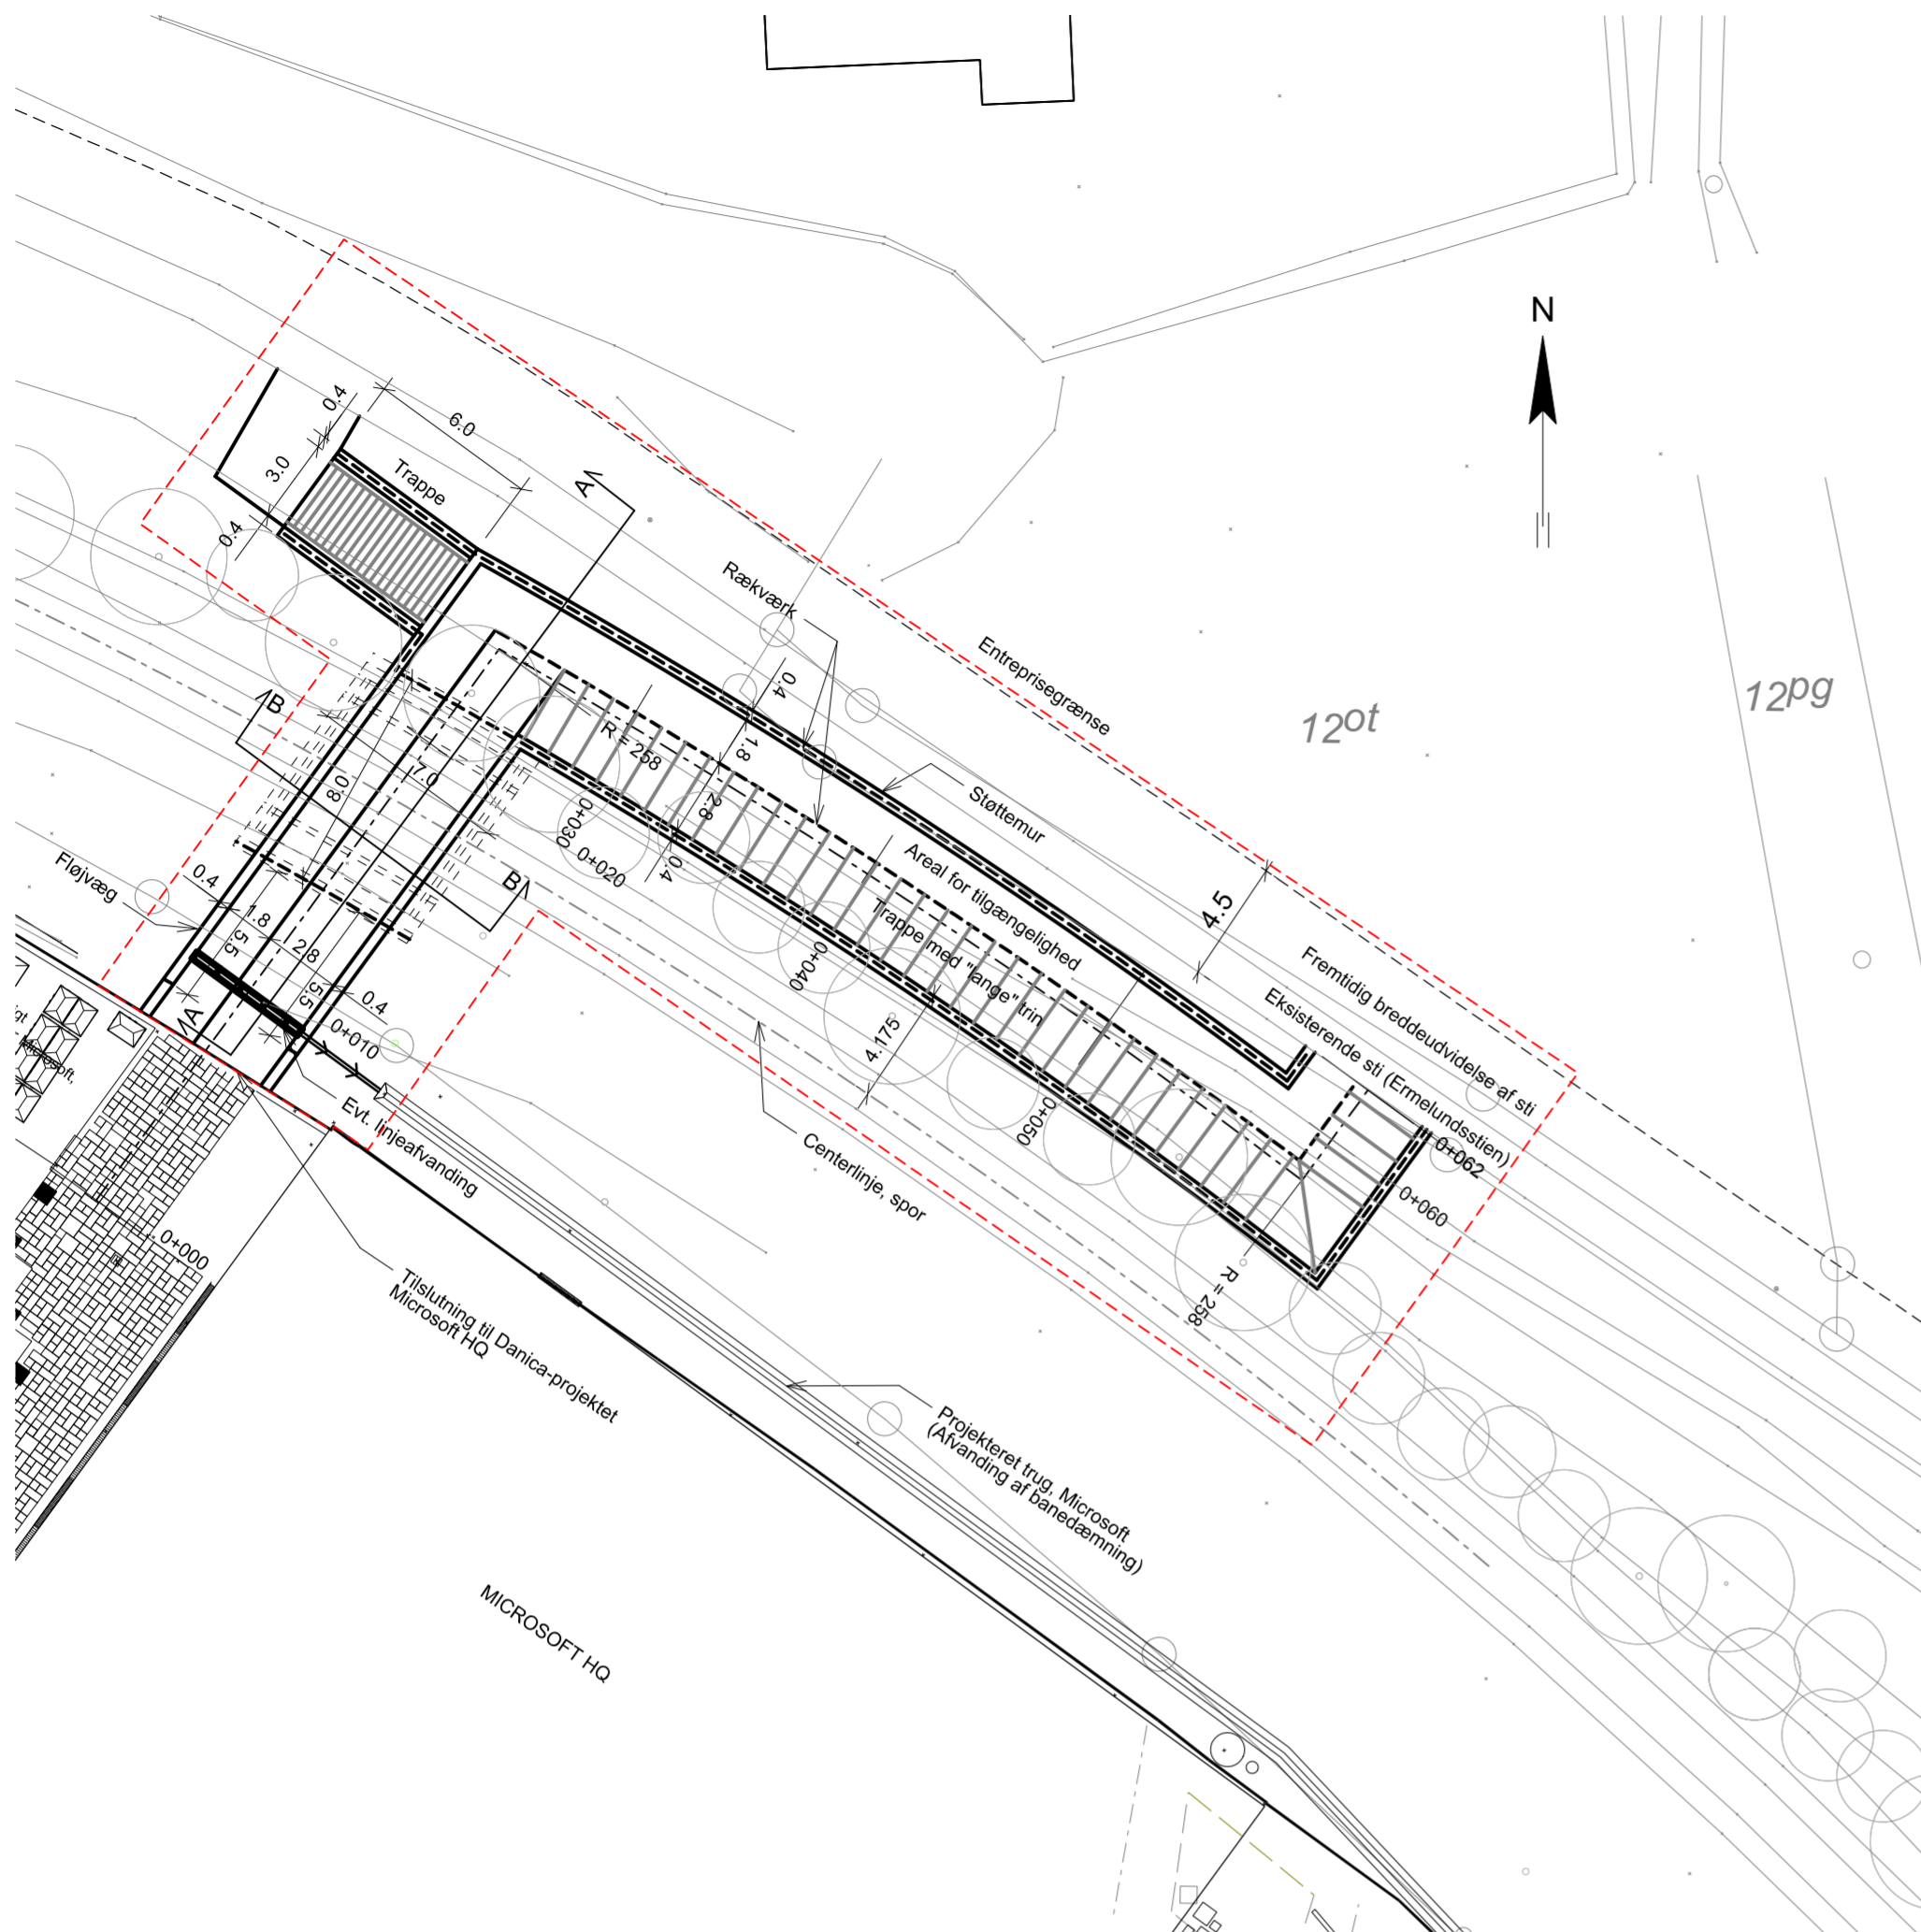 N
0.4
6.0
3.0
Trappe
0.4
A
Rækværk
Entreprisegrænse
12ot
12pg
B
R = 258
0.4
1.8
8.0
7.0
2.8
0+030
0.4
0+020
Støttemur
Areal for tilgængelighed
Trappe med "lange" trin
4.5
Fløjvæg
0.4
1.8
5.5
2.8
5.5
0.4
B
0+040
4.175
Fremtidig breddeudvidelse af sti
Eksisterende sti (Ermelundsstien)
A
0+010
Microsoft,
0+050
0+062
0+060
Evt. linjeafvanding
Centerlinje, spor
0+000
R = 258
Tilslutning til Danica-projektet
Microsoft HQ
Projekteret trug, Microsoft
(Afvanding af banedæmning)
MICROSOFT HQ